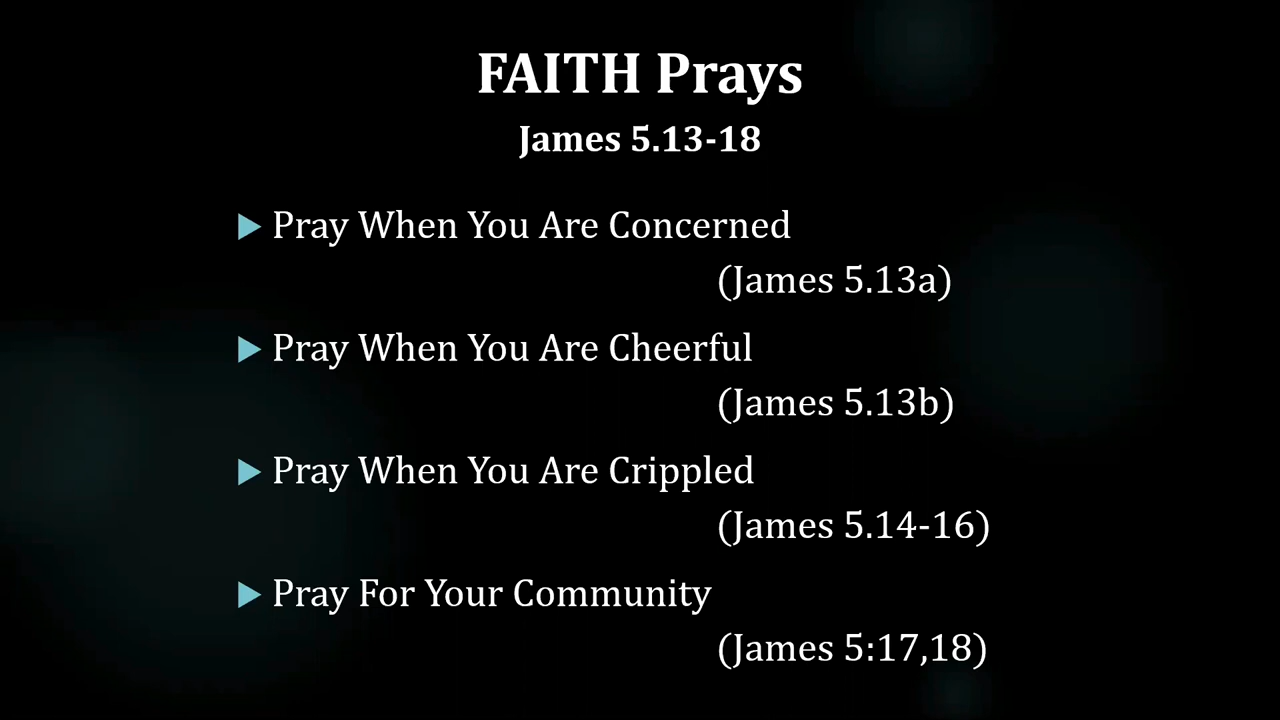 FAITH Prays
James 5.13-18
Pray When You Are Concerned
(James 5.13a)
Pray When You Are Cheerful
(James 5.13b)
Pray When You Are Crippled
(James 5.14-16)
Pray For Your Community
(James 5:17,18)